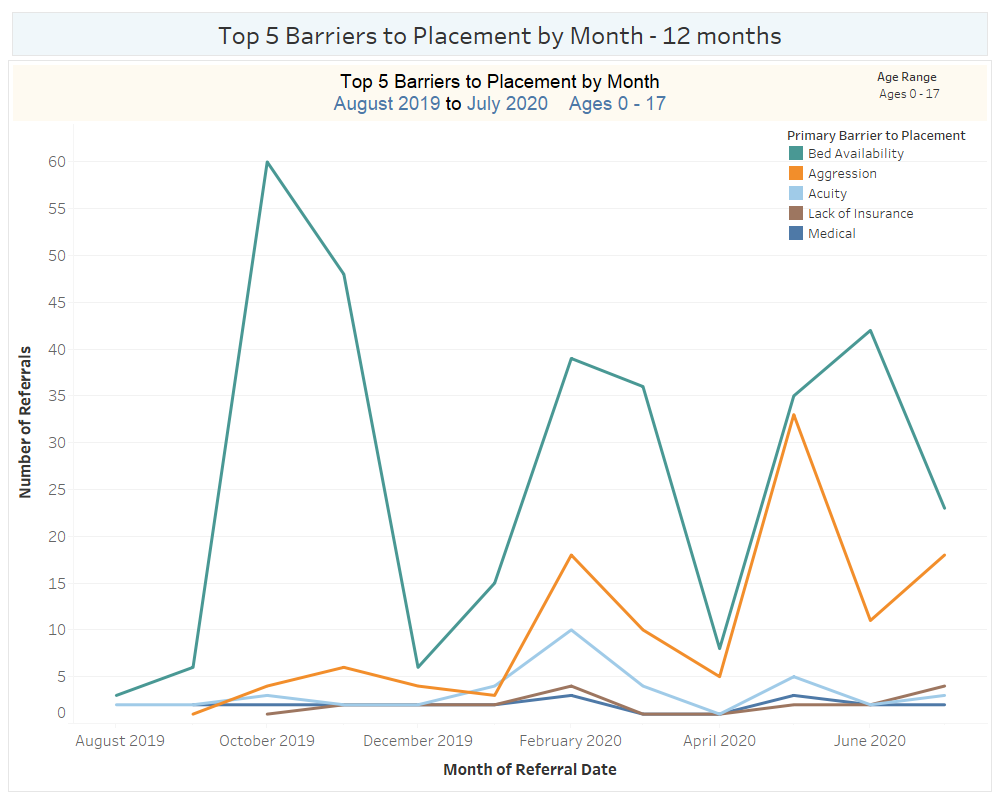 Top 5 Barriers to Placement by Month - 12 months
Top 5 Barriers to Placement by Month
August 2019 to July 2020 Ages 0 - 17
Age Range
Ages 0 - 17
Primary Barrier to Placement
Bed Availability
Aggression
Acuity
Lack of Insurance
Medical
60
55
50
45
40
35
30
25
20
15
10
5
0
Number of Referrals
August 2019 October 2019 December 2019 February 2020 April 2020 June 2020
Month of Referral Date